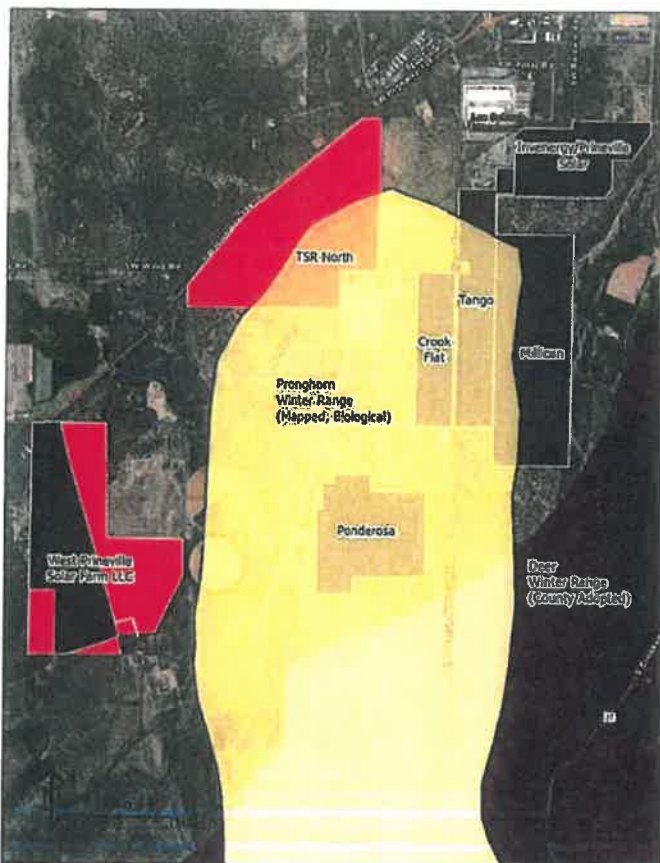 Invenergy/Prineville
Solar
TSR North
Tango
Crook
Flat
Millican
Pronghorn
Winter Range
(Mapped, Biological)
Ponderosa
West Prineville
Solar Farm LLC
Deer
Winter Range
(County Adopted)
27